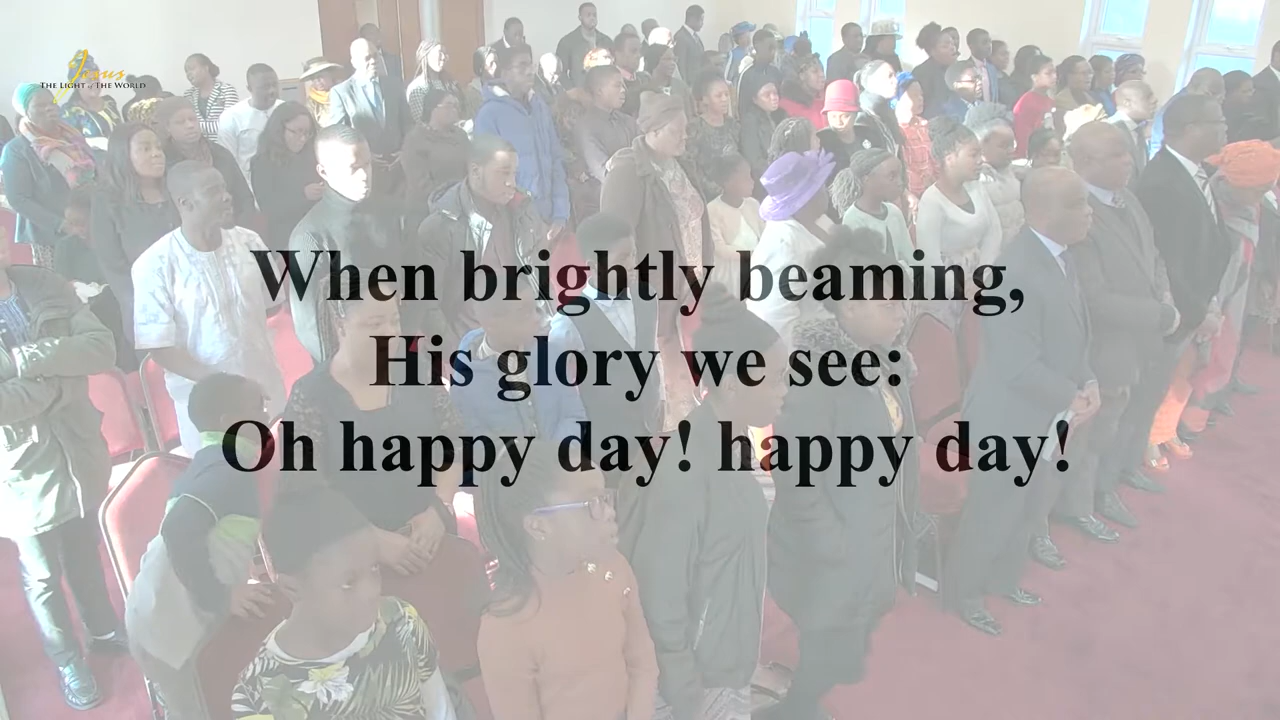 Jesus
THE LIGHT of THE WORLD
When brightly beaming,
His glory we see:
Oh happy day! happy day!